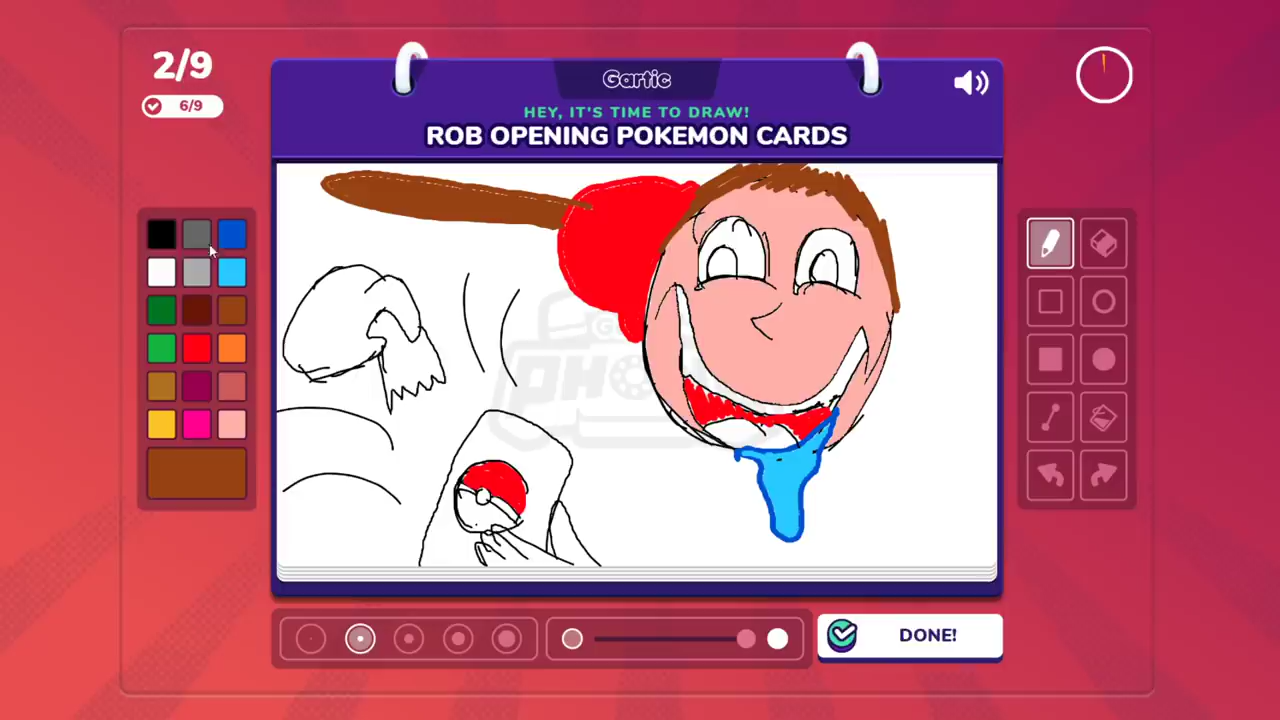 2/9
6/9
Gartic
HEY, IT'S TIME TO DRAW!
ROB OPENING POKEMON CARDS
DONE!